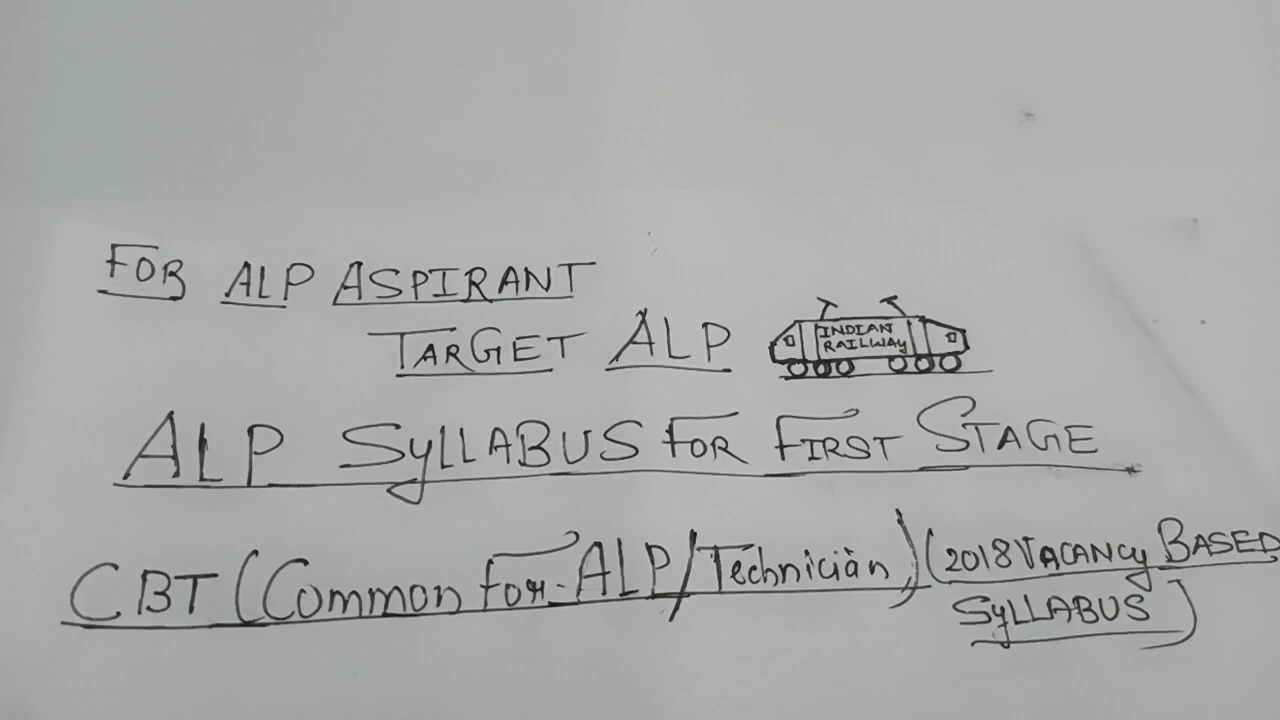 FOR ALP ASPIRANT
TARGET ALP
INDIAN
RAILWAY
ALP SYLLABUS FOR FIRST STAGE
CBT (Common for ALP/Technician) (2018 VACANCY BASED
SYLLABUS)